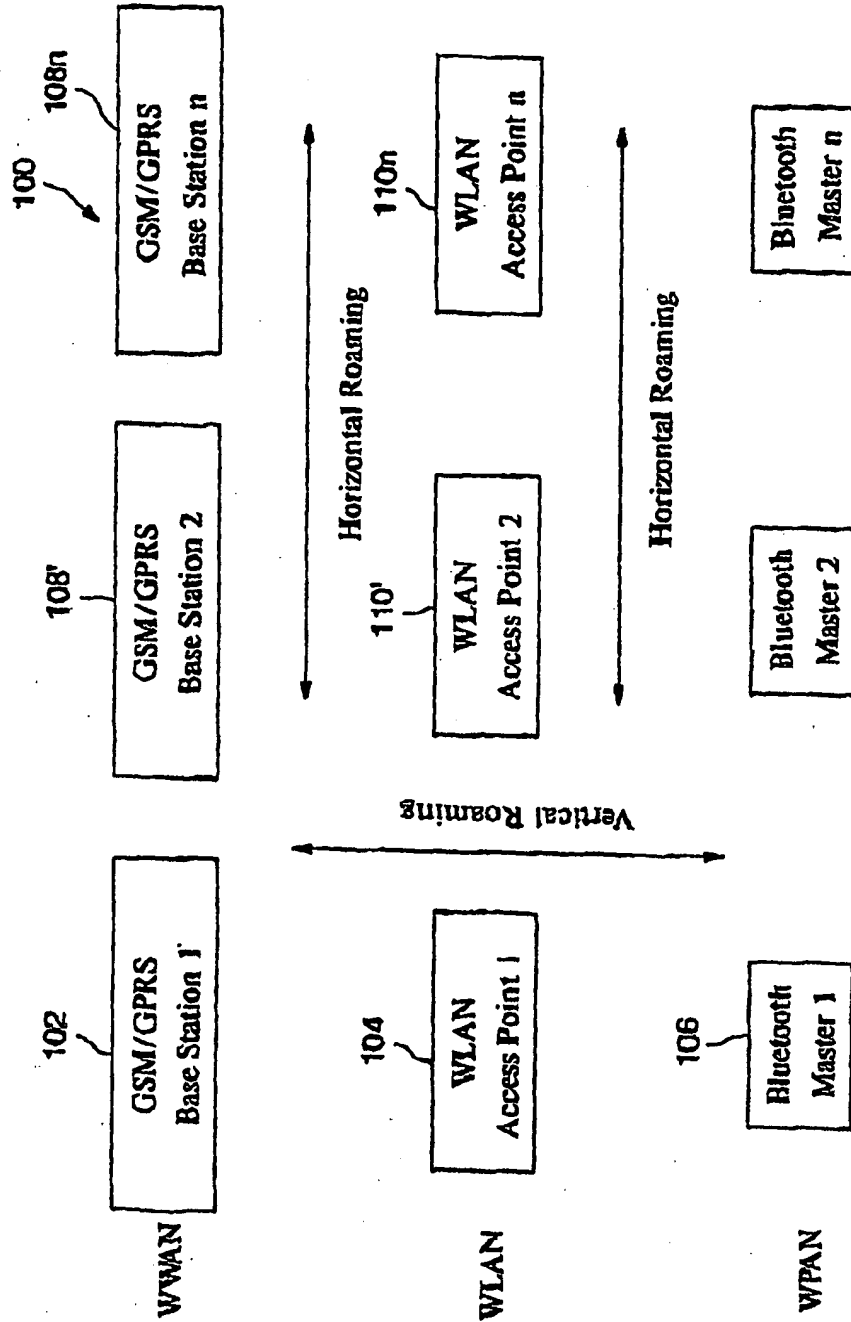 100
WWAN
102
GSM/GPRS
Base Station 1
108'
GSM/GPRS
Base Station 2
108n
GSM/GPRS
Base Station n
Horizontal Roaming
Vertical Roaming
WLAN
104
WLAN
Access Point 1
110'
WLAN
Access Point 2
110n
WLAN
Access Point n
Horizontal Roaming
WPAN
106
Bluetooth
Master 1
Bluetooth
Master 2
Bluetooth
Master n